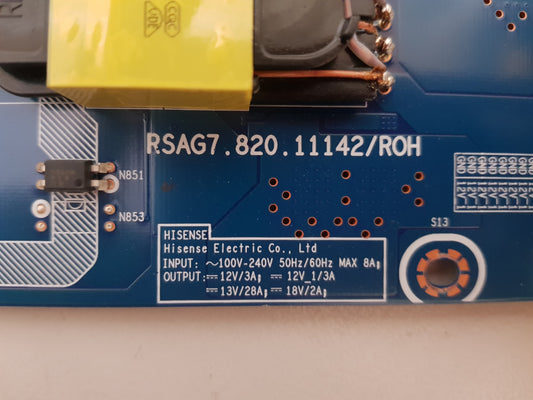 RSAG7.820.11142/ROH
N851
N853
S13
HISENSE
Hisense Electric Co., Ltd
INPUT: ～100V-240V 50Hz/60Hz MAX 8A;
OUTPUT:⎓12V/3A; ⎓12V_1/3A
⎓13V/28A; ⎓18V/2A;